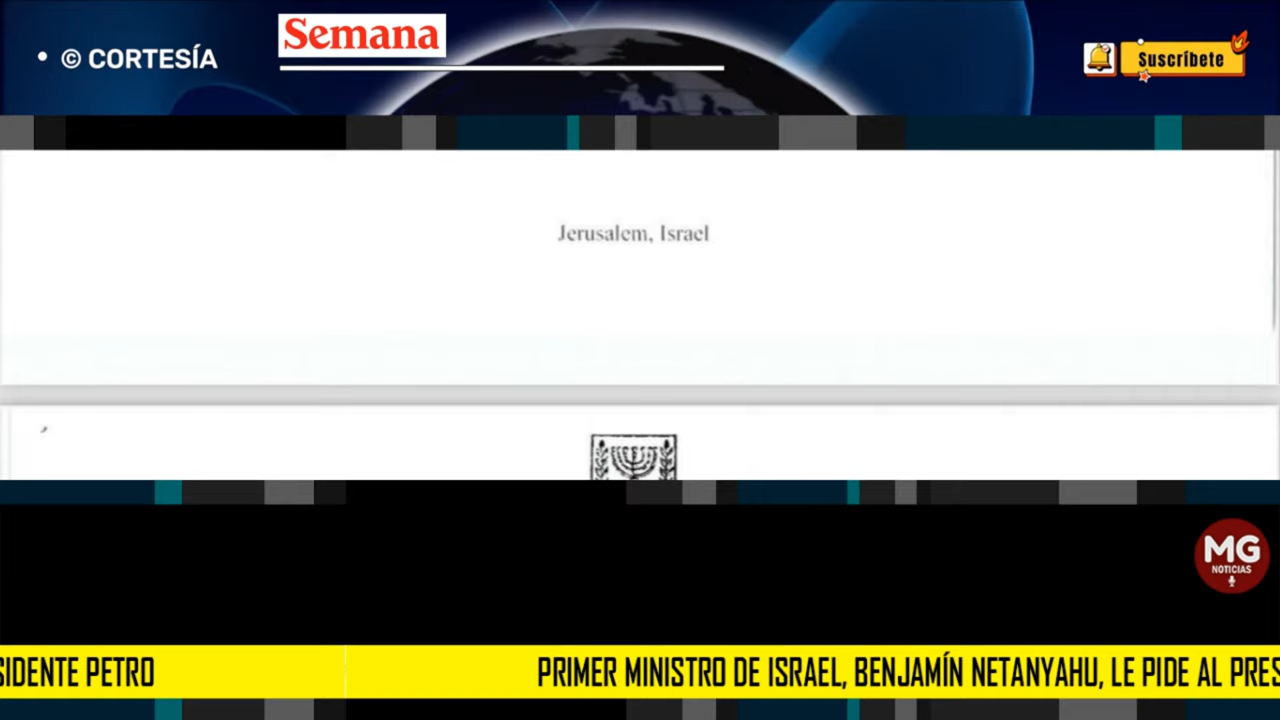 • © CORTESÍA
Semana
Suscríbete
Jerusalem, Israel
MG
NOTICIAS
SIDENTE PETRO
PRIMER MINISTRO DE ISRAEL, BENJAMÍN NETANYAHU, LE PIDE AL PRES